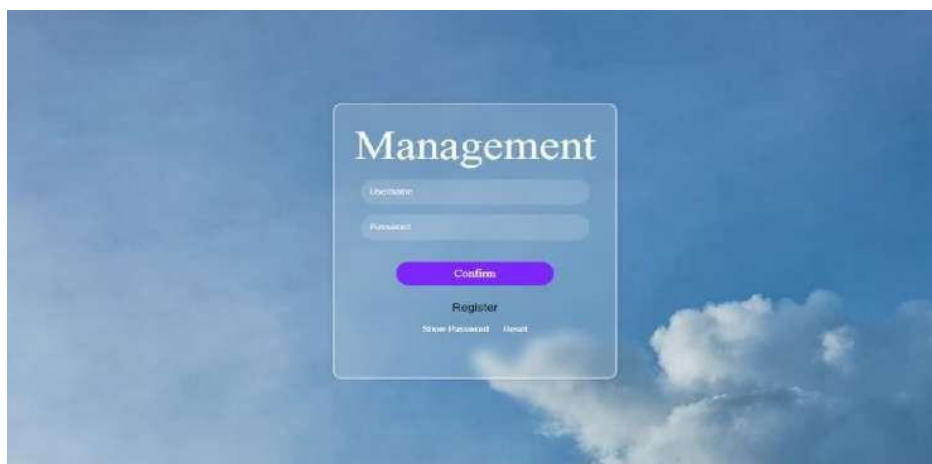 Management
Username
Password
Confirm
Register
Show Password Reset